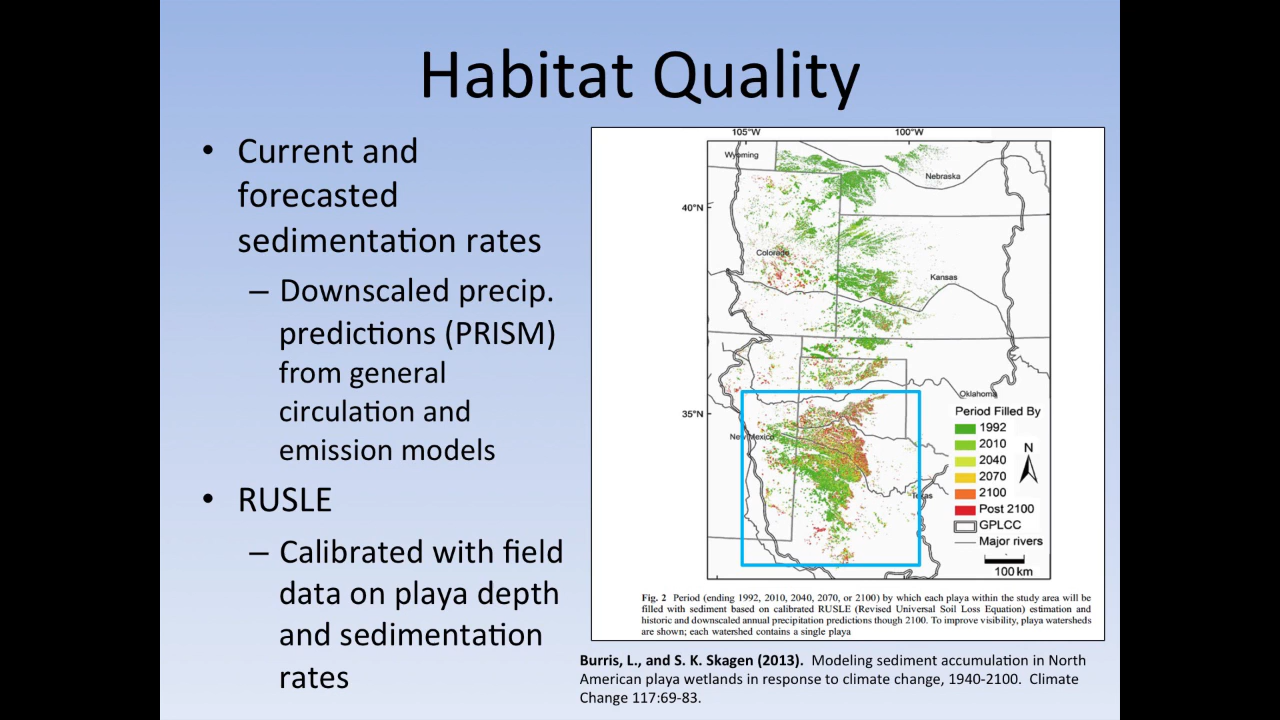 Habitat Quality
• Current and
forecasted
sedimentation rates
– Downscaled precip.
predictions (PRISM)
from general
circulation and
emission models
• RUSLE
– Calibrated with field
data on playa depth
and sedimentation
rates
105°W 100°W
Wyoming
Nebraska
40°N
Colorado
Kansas
Oklahoma
35°N
New Mexico
Texas
Period Filled By
1992
2010
2040
2070
2100
Post 2100
GPLCC
Major rivers
N
100 km
Fig. 2 Period (ending 1992, 2010, 2040, 2070, or 2100) by which each playa within the study area will be
filled with sediment based on calibrated RUSLE (Revised Universal Soil Loss Equation) estimation and
historic and downscaled annual precipitation predictions though 2100. To improve visibility, playa watersheds
are shown; each watershed contains a single playa
Burris, L., and S. K. Skagen (2013). Modeling sediment accumulation in North
American playa wetlands in response to climate change, 1940-2100. Climate
Change 117:69-83.